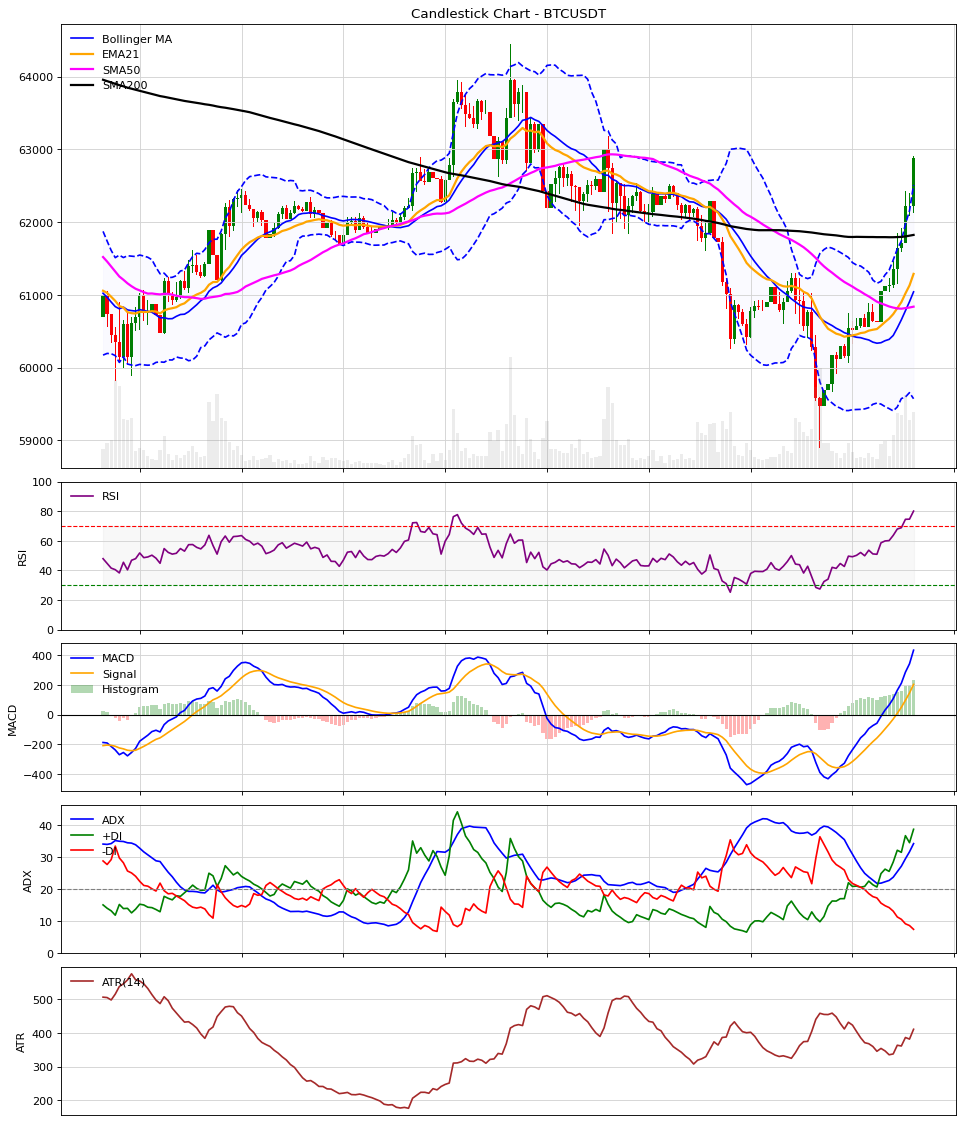 Candlestick Chart - BTCUSDT
Bollinger MA
EMA21
SMA50
SMA200
64000
63000
62000
61000
60000
59000
RSI
100
80
60
40
20
0
RSI
MACD
Signal
Histogram
400
200
0
−200
−400
MACD
ADX
+DI
-DI
40
30
20
10
0
ADX
ATR(14)
500
400
300
200
ATR